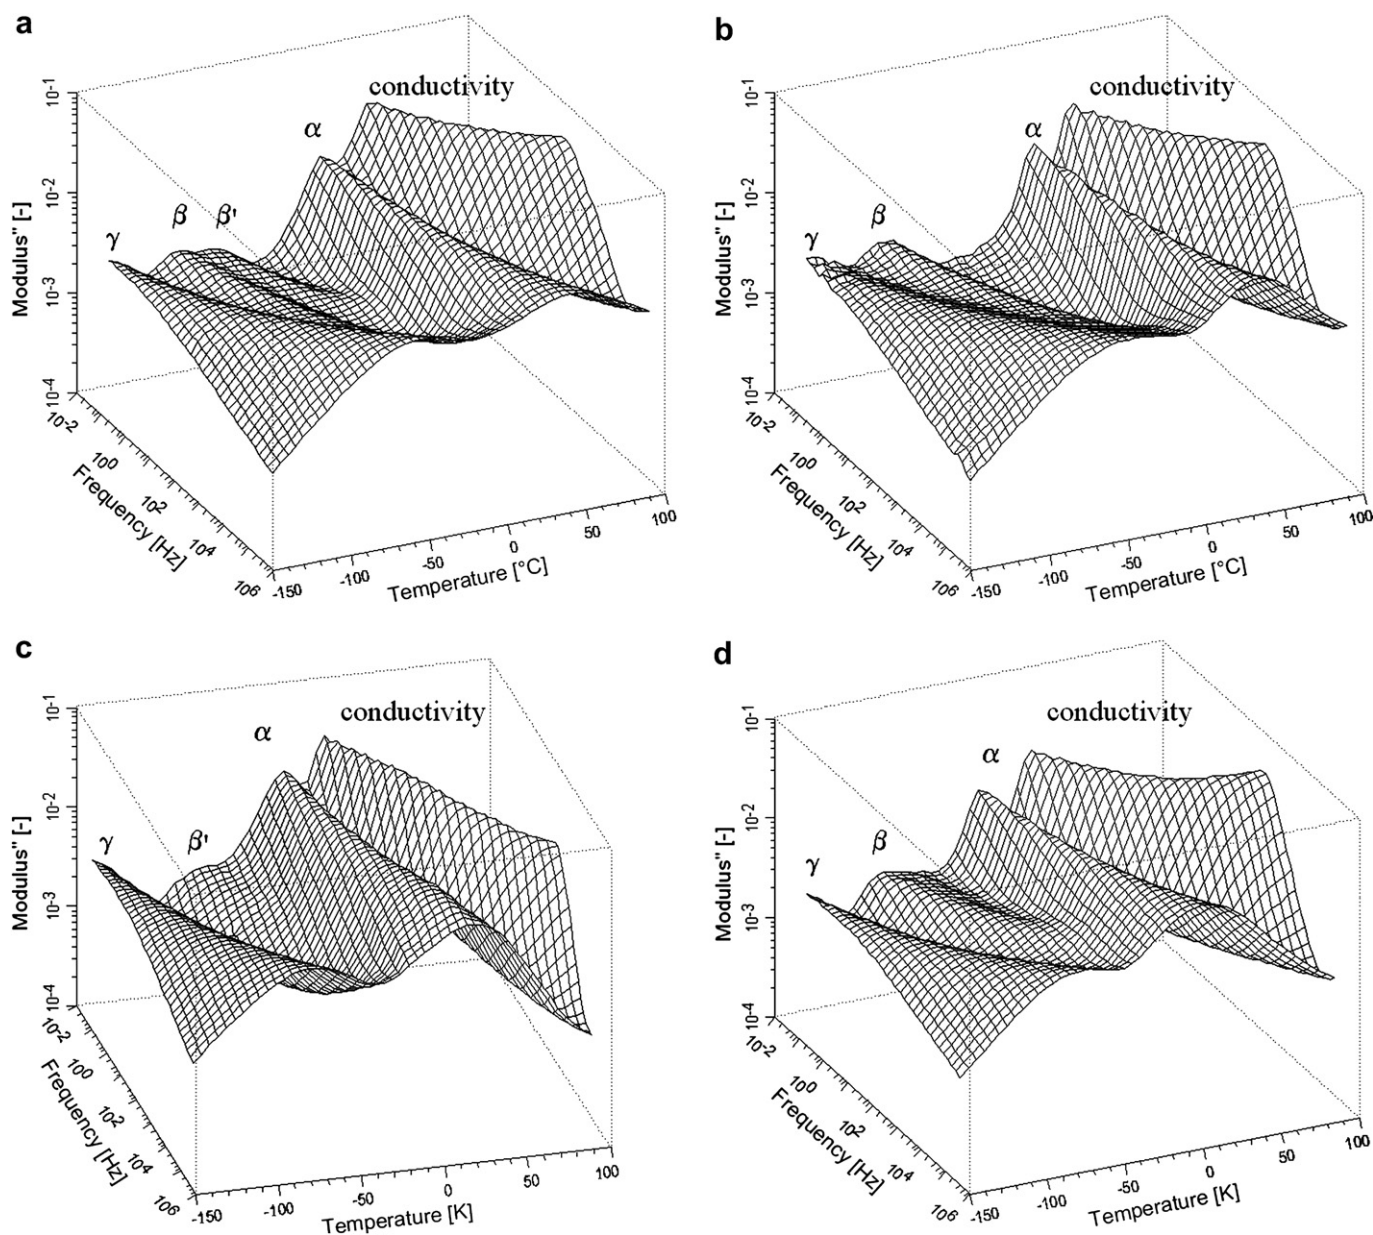 a
conductivity
α
β β'
γ
Modulus'' [-]
10-1
10-2
10-3
10-4
10-2
100
102
104
106
Frequency [Hz]
-150
-100
-50
0
50
100
Temperature [°C]
b
conductivity
α
β
γ
Modulus'' [-]
10-1
10-2
10-3
10-4
10-2
100
102
104
106
Frequency [Hz]
-150
-100
-50
0
50
100
Temperature [°C]
c
conductivity
α
β'
γ
Modulus'' [-]
10-1
10-2
10-3
10-4
10-2
100
102
104
106
Frequency [Hz]
-150
-100
-50
0
50
100
Temperature [K]
d
conductivity
α
β
γ
Modulus'' [-]
10-1
10-2
10-3
10-4
10-2
100
102
104
106
Frequency [Hz]
-150
-100
-50
0
50
100
Temperature [K]